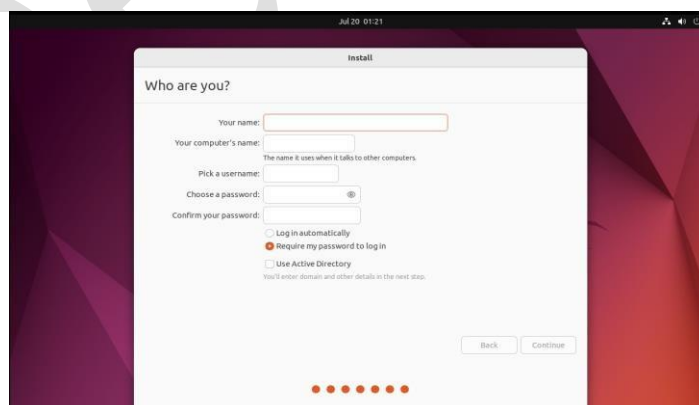 Jul 20 01:21
Install
Who are you?
Your name:
Your computer's name:
The name it uses when it talks to other computers.
Pick a username:
Choose a password:
Confirm your password:
Log in automatically
Require my password to log in
Use Active Directory
You'll enter domain and other details in the next step.
Back Continue